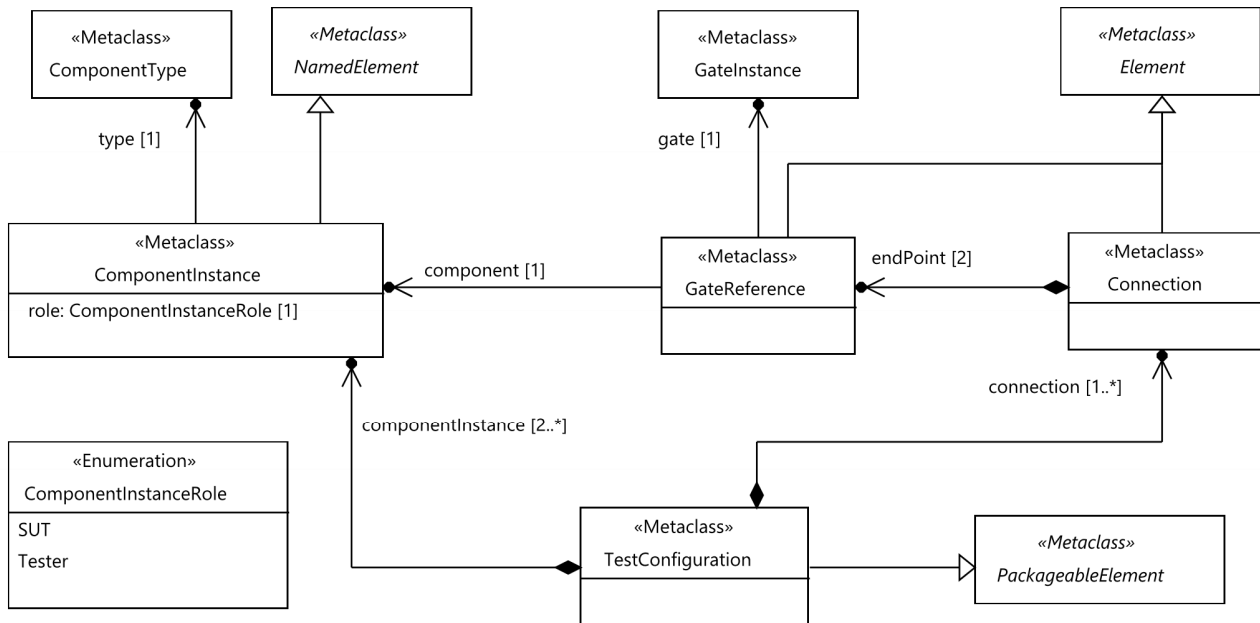 «Metaclass»
ComponentType
«Metaclass»
NamedElement
«Metaclass»
GateInstance
«Metaclass»
Element
type [1]
gate [1]
«Metaclass»
ComponentInstance
role: ComponentInstanceRole [1]
component [1]
«Metaclass»
GateReference
endPoint [2]
«Metaclass»
Connection
connection [1..*]
componentInstance [2..*]
«Enumeration»
ComponentInstanceRole
SUT
Tester
«Metaclass»
TestConfiguration
«Metaclass»
PackageableElement